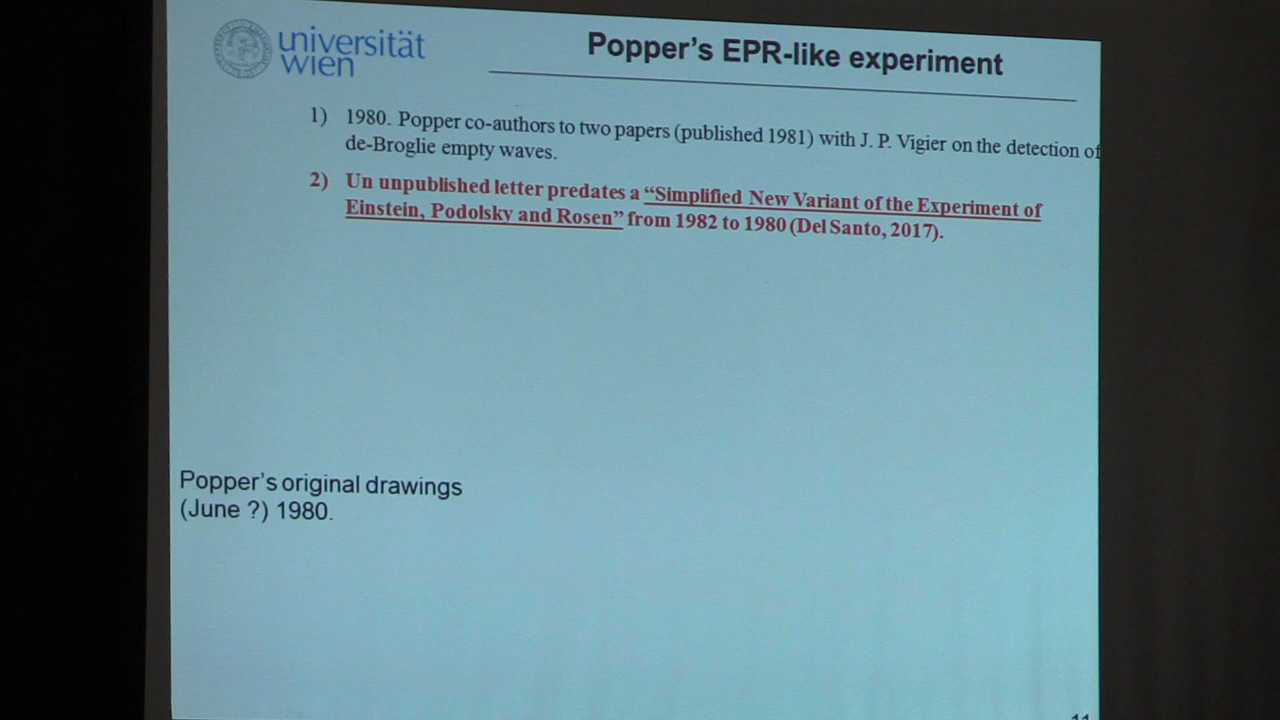 universität
wien
Popper's EPR-like experiment
1) 1980. Popper co-authors to two papers (published 1981) with J. P. Vigier on the detection of
de-Broglie empty waves.
2) Un unpublished letter predates a “Simplified New Variant of the Experiment of
Einstein, Podolsky and Rosen” from 1982 to 1980 (Del Santo, 2017).
Popper's original drawings
(June ?) 1980.